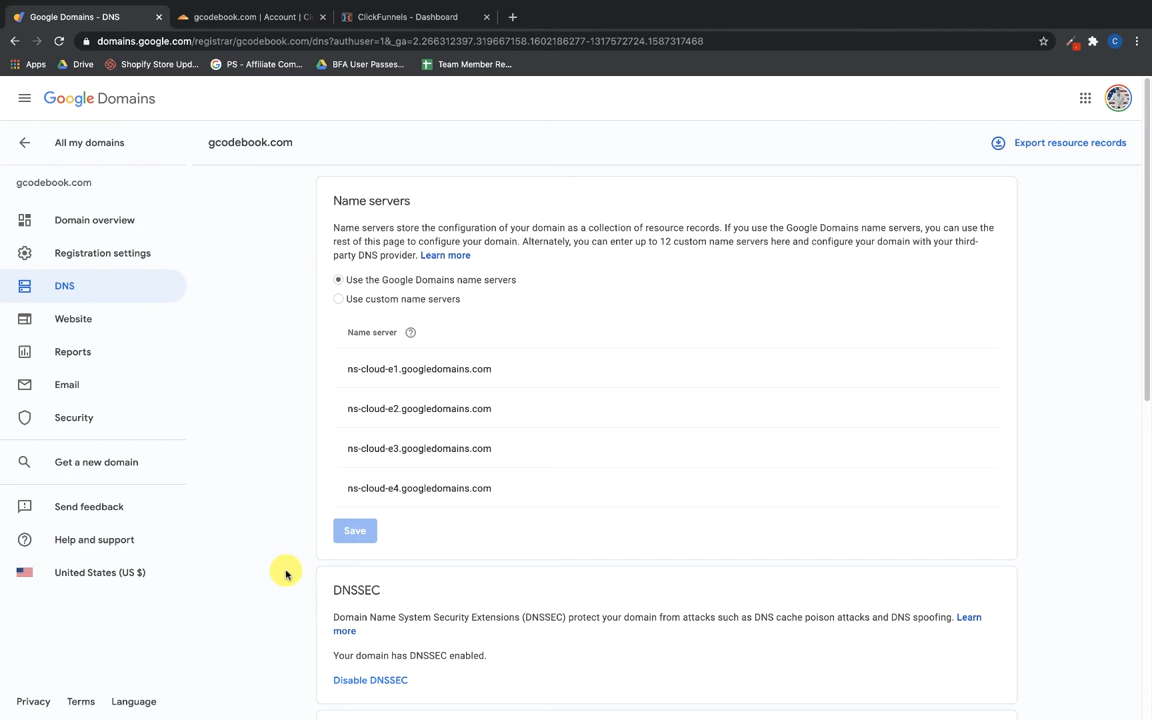 Google Domains - DNS
gcodebook.com | Account | Cl
ClickFunnels - Dashboard
domains.google.com/registrar/gcodebook.com/dns?authuser=1&_ga=2.266312397.319667158.1602186277-1317572724.1587317468
C
Apps
Drive
Shopify Store Upd...
PS - Affiliate Com...
BFA User Passes...
Team Member Re...
Google Domains
All my domains
gcodebook.com
Export resource records
gcodebook.com
Domain overview
Registration settings
DNS
Website
Reports
Email
Security
Get a new domain
Send feedback
Help and support
United States (US $)
Privacy Terms Language
Name servers
Name servers store the configuration of your domain as a collection of resource records. If you use the Google Domains name servers, you can use the
rest of this page to configure your domain. Alternately, you can enter up to 12 custom name servers here and configure your domain with your third-
party DNS provider. Learn more
Use the Google Domains name servers
Use custom name servers
Name server
ns-cloud-e1.googledomains.com
ns-cloud-e2.googledomains.com
ns-cloud-e3.googledomains.com
ns-cloud-e4.googledomains.com
Save
DNSSEC
Domain Name System Security Extensions (DNSSEC) protect your domain from attacks such as DNS cache poison attacks and DNS spoofing. Learn
more
Your domain has DNSSEC enabled.
Disable DNSSEC